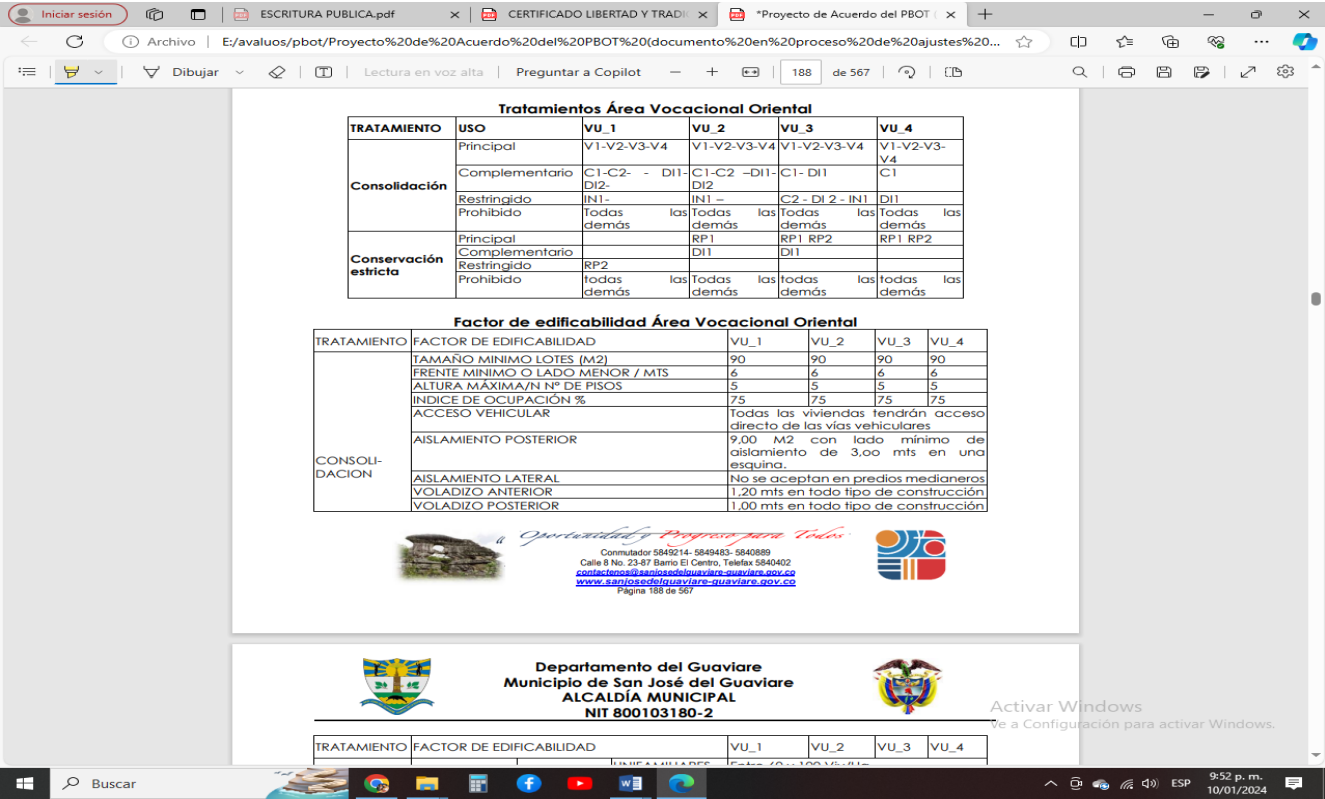 Iniciar sesión
ESCRITURA PUBLICA.pdf
CERTIFICADO LIBERTAD Y TRADI
*Proyecto de Acuerdo del PBOT
Archivo E:/avaluos/pbot/Proyecto%20de%20Acuerdo%20del%20PBOT%20(documento%20en%20proceso%20de%20ajustes%20...
Dibujar Lectura en voz alta Preguntar a Copilot 188 de 567
Tratamientos Área Vocacional Oriental
TRATAMIENTO USO VU_1 VU_2 VU_3 VU_4
Consolidación
Principal V1-V2-V3-V4 V1-V2-V3-V4 V1-V2-V3-V4 V1-V2-V3-
V4
Complementario C1-C2- - DI1- C1-C2 –DI1- C1- DI1 C1
DI2- DI2
Restringido IN1- IN1 – C2 - DI 2 - IN1 DI1
Prohibido Todas las Todas las Todas las Todas las
demás demás demás demás
Conservación
estricta
Principal RP1 RP1 RP2 RP1 RP2
Complementario DI1 DI1
Restringido RP2
Prohibido todas las Todas las todas las todas las
demás demás demás demás
Factor de edificabilidad Área Vocacional Oriental
TRATAMIENTO FACTOR DE EDIFICABILIDAD VU_1 VU_2 VU_3 VU_4
CONSOLI-
DACION
TAMAÑO MINIMO LOTES (M2) 90 90 90 90
FRENTE MINIMO O LADO MENOR / MTS 6 6 6 6
ALTURA MÁXIMA/N Nº DE PISOS 5 5 5 5
INDICE DE OCUPACIÓN % 75 75 75 75
ACCESO VEHICULAR Todas las viviendas tendrán acceso
directo de las vías vehiculares
AISLAMIENTO POSTERIOR 9,00 M2 con lado mínimo de
aislamiento de 3,oo mts en una
esquina.
AISLAMIENTO LATERAL No se aceptan en predios medianeros
VOLADIZO ANTERIOR 1,20 mts en todo tipo de construcción
VOLADIZO POSTERIOR 1,00 mts en todo tipo de construcción
Oportunidad y Progreso para Todos
Conmutador 5849214- 5849483- 5840889
Calle 8 No. 23-87 Barrio El Centro, Telefax 5840402
contactenos@sanjosedelguaviare-guaviare.gov.co
www.sanjosedelguaviare-guaviare.gov.co
Página 188 de 567
Departamento del Guaviare
Municipio de San José del Guaviare
ALCALDÍA MUNICIPAL
NIT 800103180-2
TRATAMIENTO FACTOR DE EDIFICABILIDAD VU_1 VU_2 VU_3 VU_4
Activar Windows
Ve a Configuración para activar Windows.
Buscar
ESP
9:52 p. m.
10/01/2024